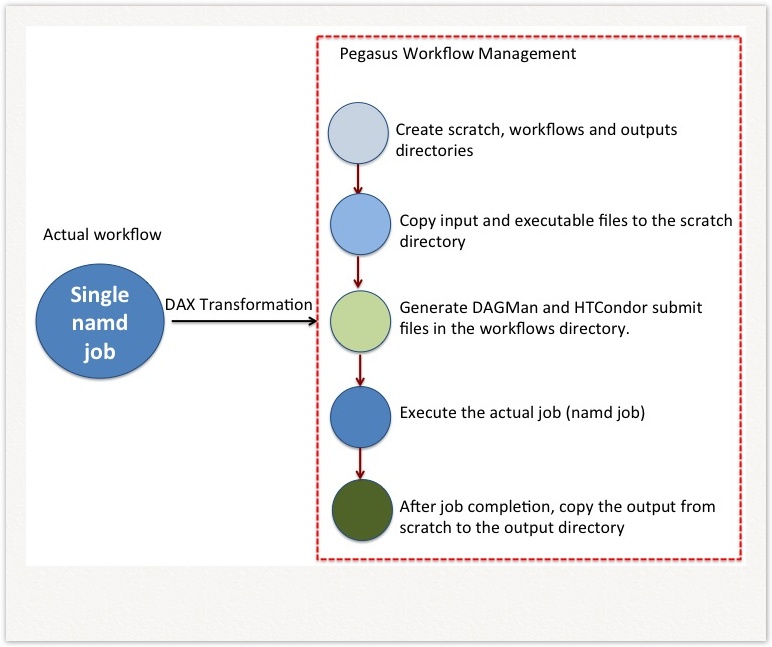 Pegasus Workflow Management
Create scratch, workflows and outputs
directories
Copy input and executable files to the scratch
directory
Actual workflow
Single
namd
job
DAX Transformation
Generate DAGMan and HTCondor submit
files in the workflows directory.
Execute the actual job (namd job)
After job completion, copy the output from
scratch to the output directory